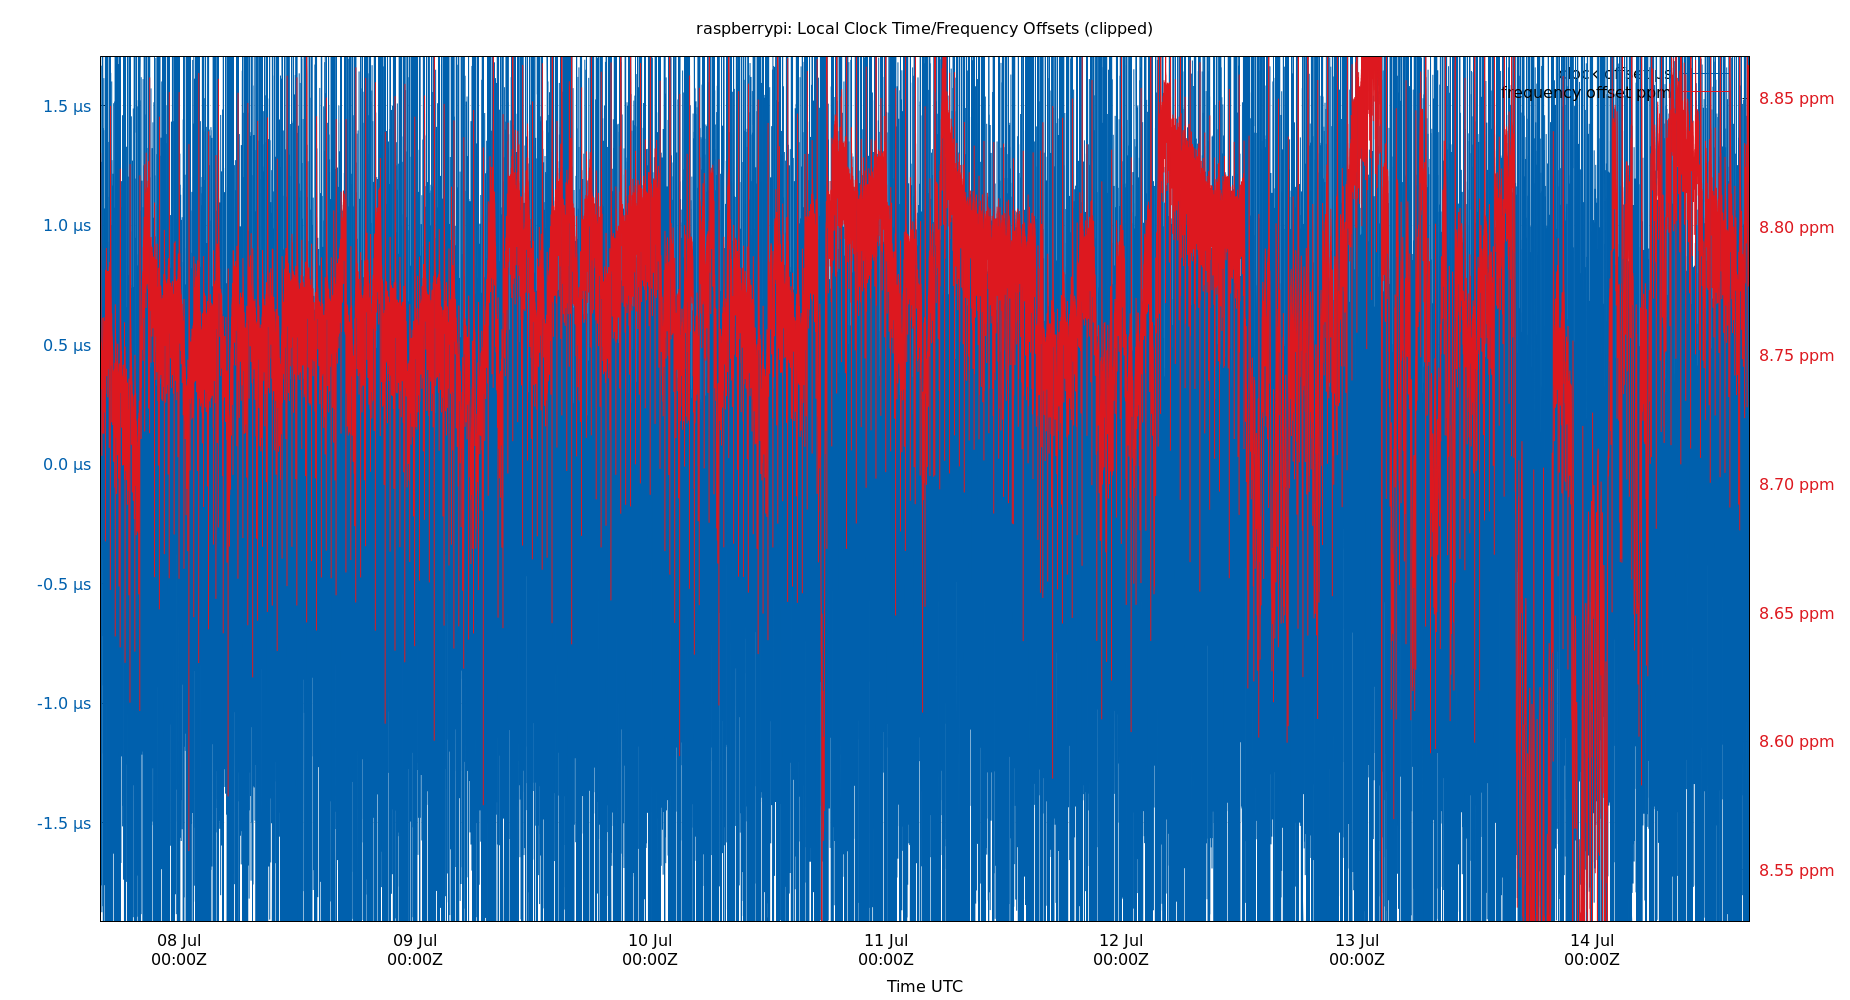 raspberrypi: Local Clock Time/Frequency Offsets (clipped)
clock offset µs
frequency offset ppm
1.5 µs
1.0 µs
0.5 µs
0.0 µs
-0.5 µs
-1.0 µs
-1.5 µs
8.85 ppm
8.80 ppm
8.75 ppm
8.70 ppm
8.65 ppm
8.60 ppm
8.55 ppm
08 Jul 09 Jul 10 Jul 11 Jul 12 Jul 13 Jul 14 Jul
00:00Z 00:00Z 00:00Z 00:00Z 00:00Z 00:00Z 00:00Z
Time UTC